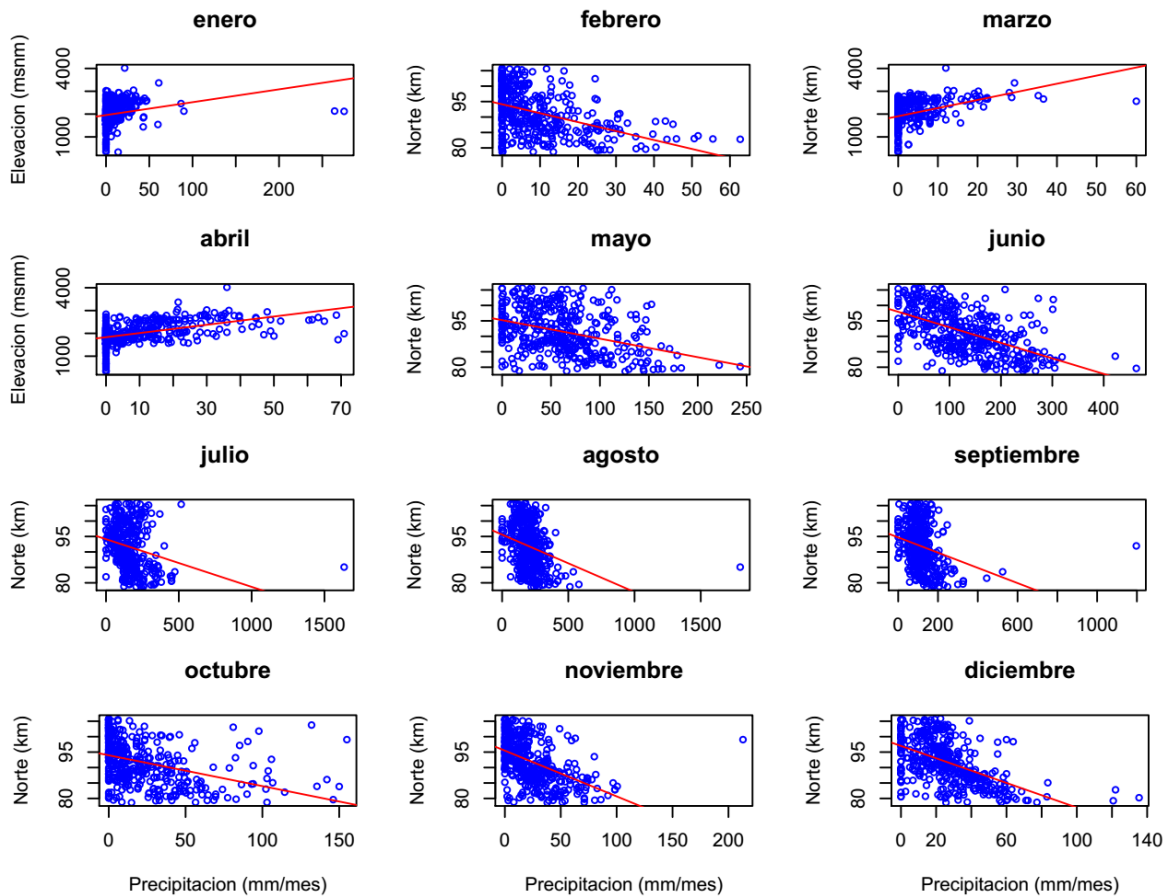 enero febrero marzo
Elevacion (msnm) 1000 4000 Norte (km) 80 95 Elevacion (msnm) 1000 4000
0 50 100 200 0 10 20 30 40 50 60 0 10 20 30 40 50 60
abril mayo junio
Elevacion (msnm) 1000 4000 Norte (km) 80 95 Norte (km) 80 95
0 10 30 50 70 0 50 100 150 200 250 0 100 200 300 400
julio agosto septiembre
Norte (km) 80 95 Norte (km) 80 95 Norte (km) 80 95
0 500 1000 1500 0 500 1000 1500 0 200 600 1000
octubre noviembre diciembre
Norte (km) 80 95 Norte (km) 80 95 Norte (km) 80 95
0 50 100 150 0 50 100 150 200 0 20 40 60 80 100 140
Precipitacion (mm/mes) Precipitacion (mm/mes) Precipitacion (mm/mes)